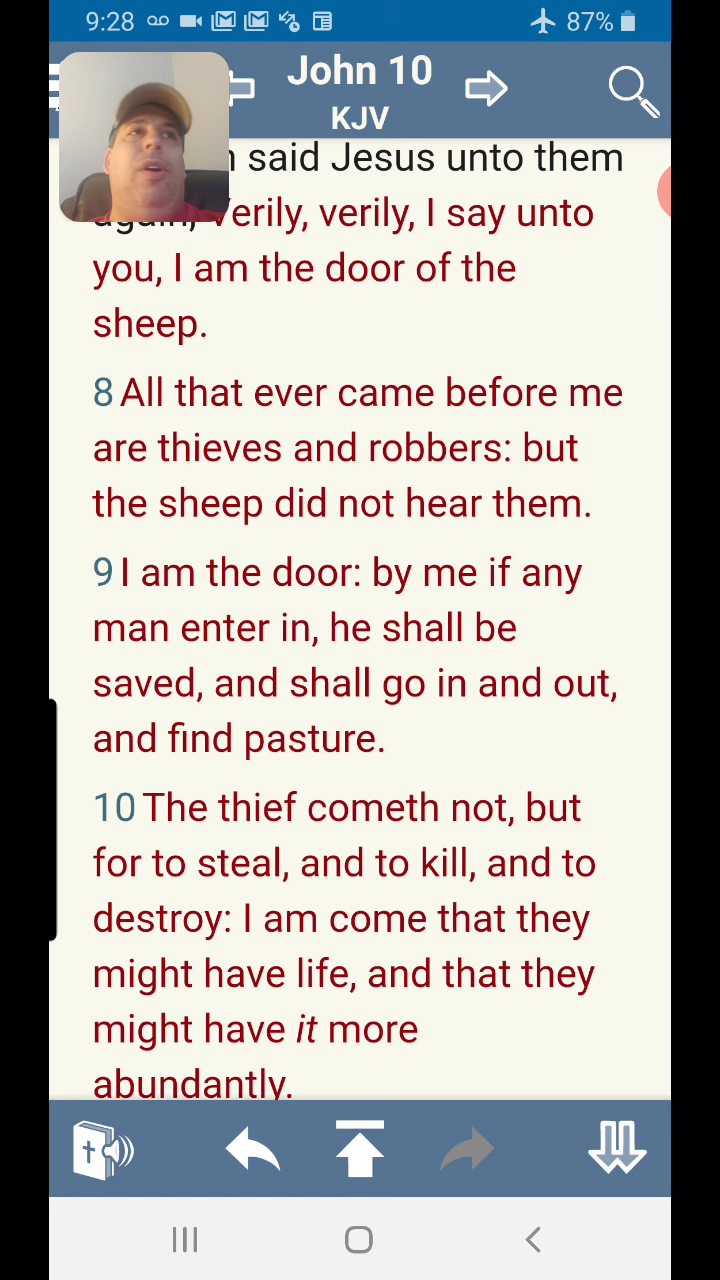 9:28 87%
John 10
KJV
said Jesus unto them
again, Verily, verily, I say unto
you, I am the door of the
sheep.
8 All that ever came before me
are thieves and robbers: but
the sheep did not hear them.
9 I am the door: by me if any
man enter in, he shall be
saved, and shall go in and out,
and find pasture.
10 The thief cometh not, but
for to steal, and to kill, and to
destroy: I am come that they
might have life, and that they
might have it more
abundantly.